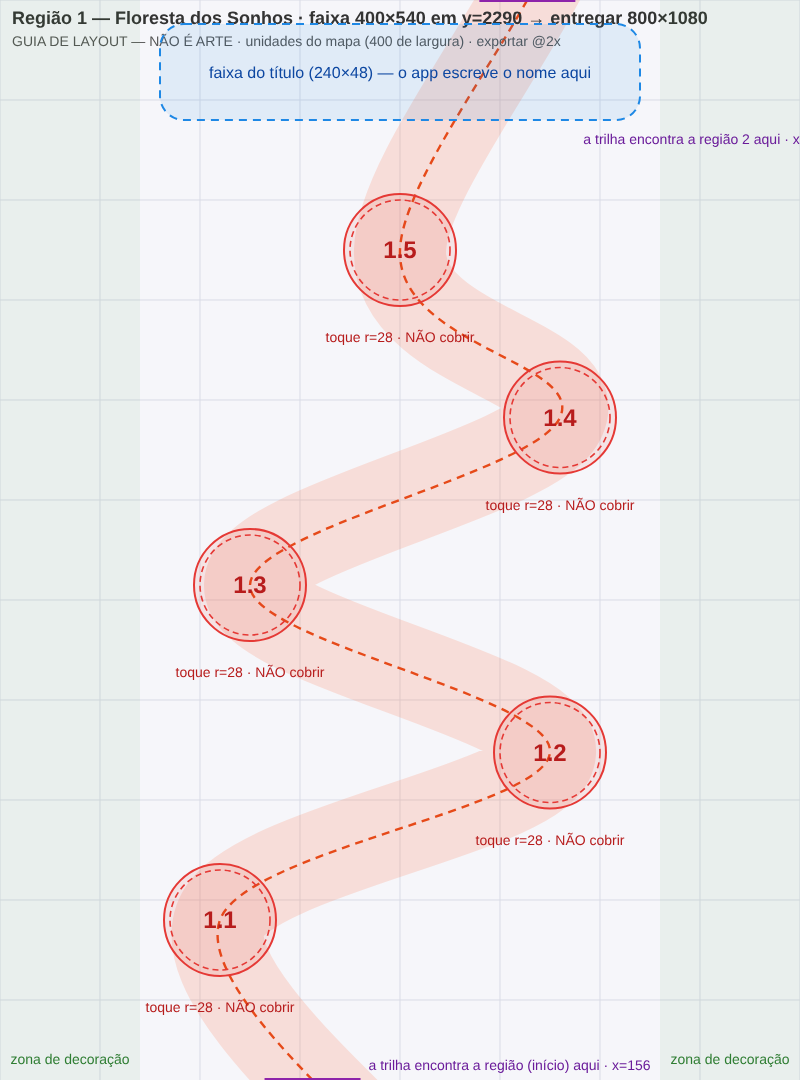 Região 1 — Floresta dos Sonhos · faixa 400×540 em y=2290 → entregar 800×1080
GUIA DE LAYOUT — NÃO É ARTE · unidades do mapa (400 de largura) · exportar @2x
faixa do título (240×48) — o app escreve o nome aqui
a trilha encontra a região 2 aqui · x
1.5
toque r=28 · NÃO cobrir
1.4
toque r=28 · NÃO cobrir
1.3
toque r=28 · NÃO cobrir
1.2
toque r=28 · NÃO cobrir
1.1
toque r=28 · NÃO cobrir
zona de decoração
a trilha encontra a região (início) aqui · x=156
zona de decoração